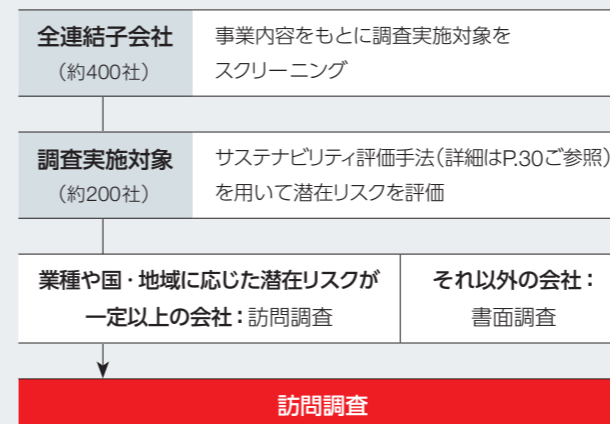 全連結子会社
(約400社)
事業内容をもとに調査実施対象を
スクリーニング
調査実施対象
(約200社)
サステナビリティ評価手法(詳細はP.30ご参照)
を用いて潜在リスクを評価
業種や国・地域に応じた潜在リスクが
一定以上の会社：訪問調査
それ以外の会社：
書面調査
訪問調査